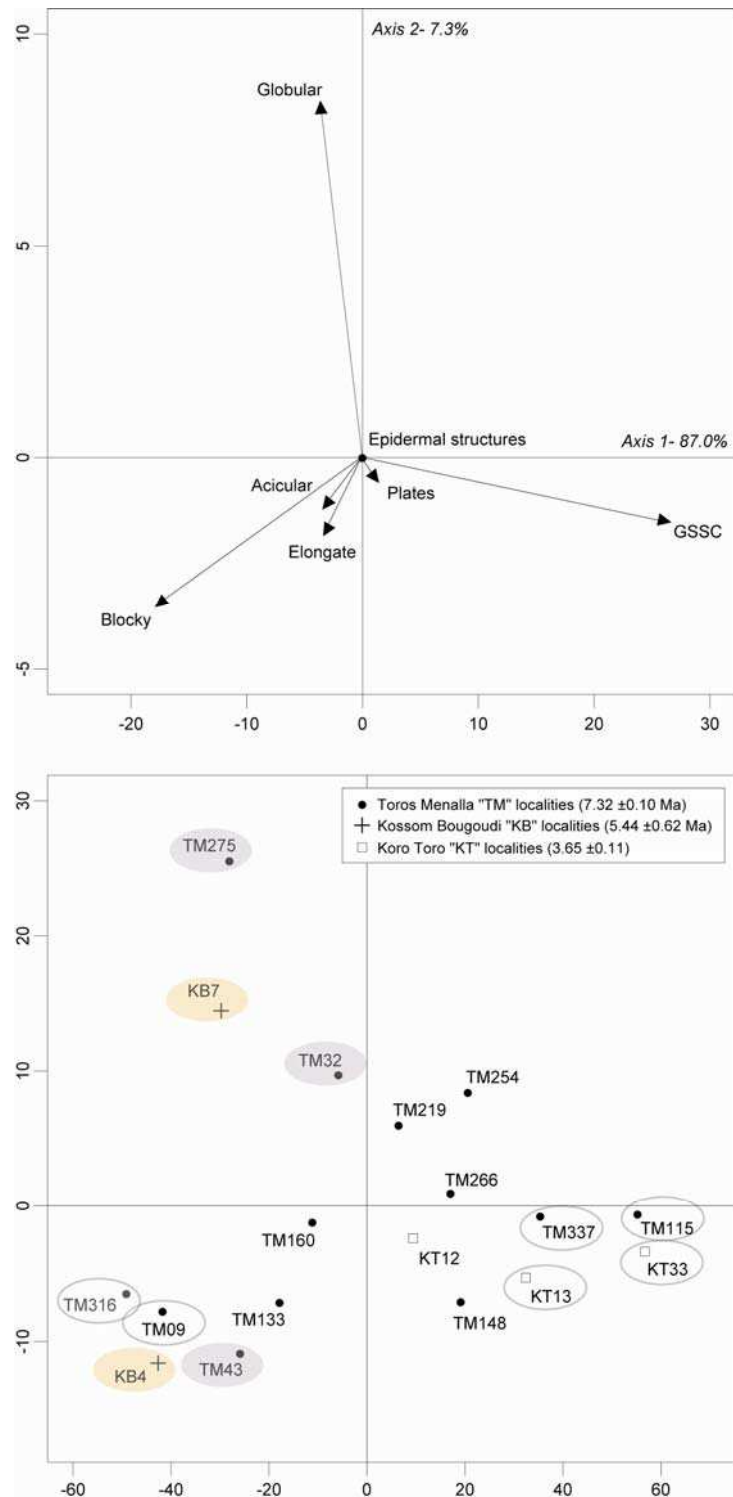 10
Axis 2- 7.3%
Globular
5
0
Epidermal structures
Axis 1- 87.0%
Acicular
Plates
Elongate
GSSC
Blocky
-5
-20
-10
0
10
20
30
30
Toros Menalla "TM" localities (7.32 ±0.10 Ma)
Kossom Bougoudi "KB" localities (5.44 ±0.62 Ma)
Koro Toro "KT" localities (3.65 ±0.11)
TM275
20
KB7
TM32
10
TM254
TM219
TM266
0
TM160
TM337
TM115
KT12
KT33
TM316
TM09
TM133
KT13
TM148
-10
KB4
TM43
-60
-40
-20
0
20
40
60